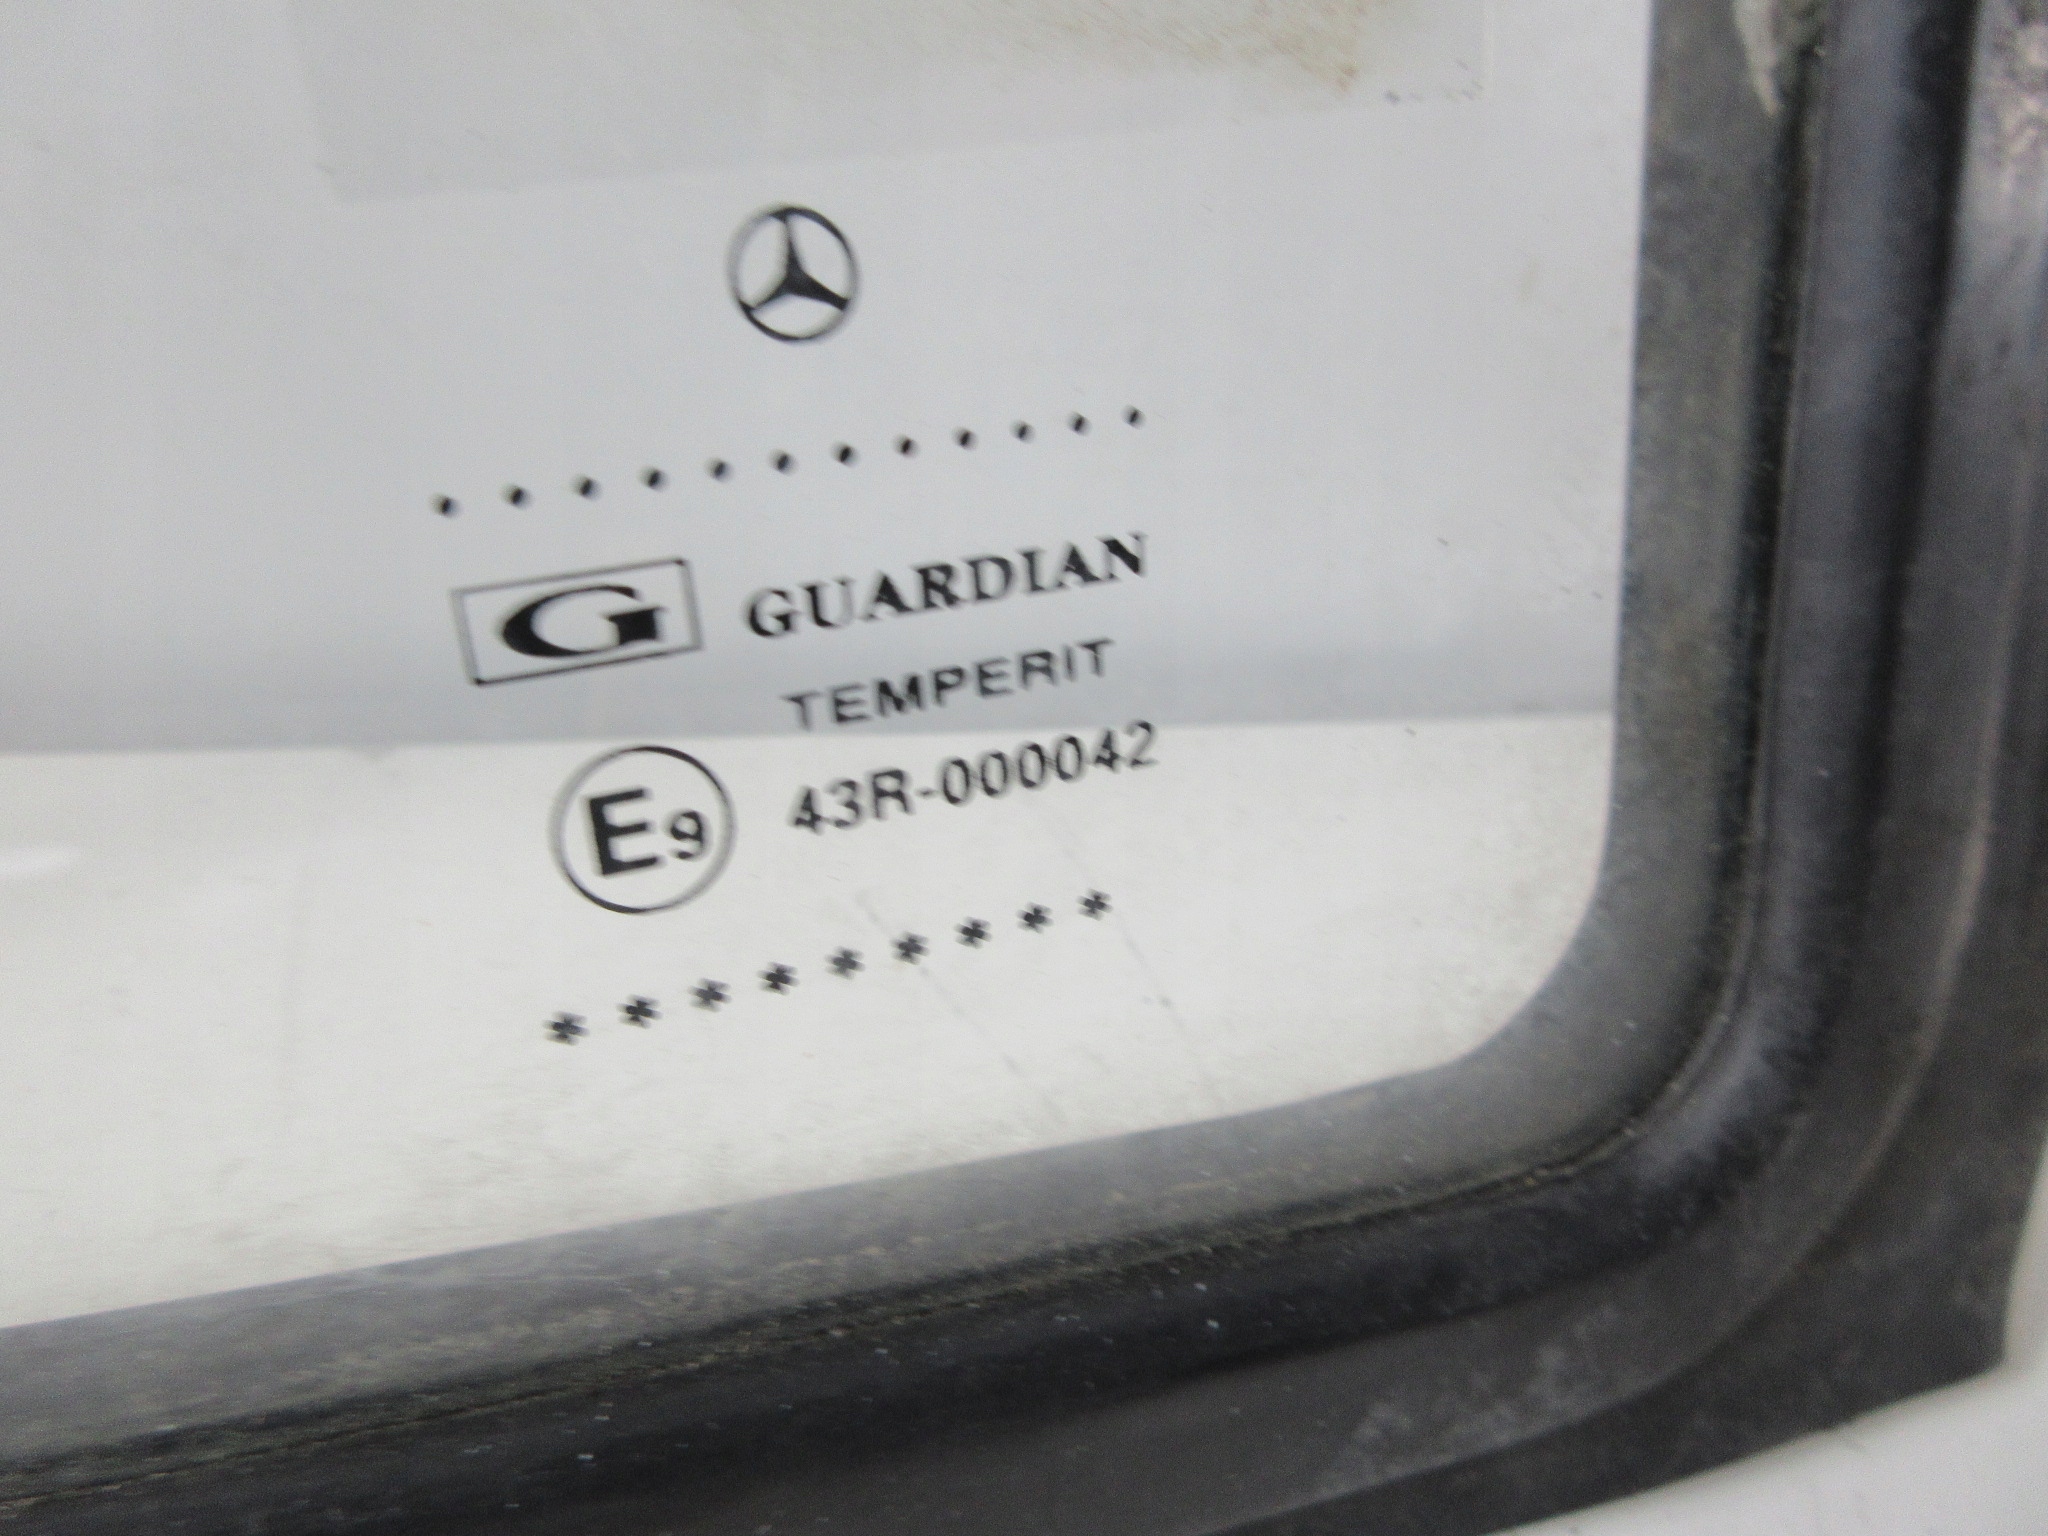 G GUARDIAN
TEMPERIT
E9 43R-000042
********